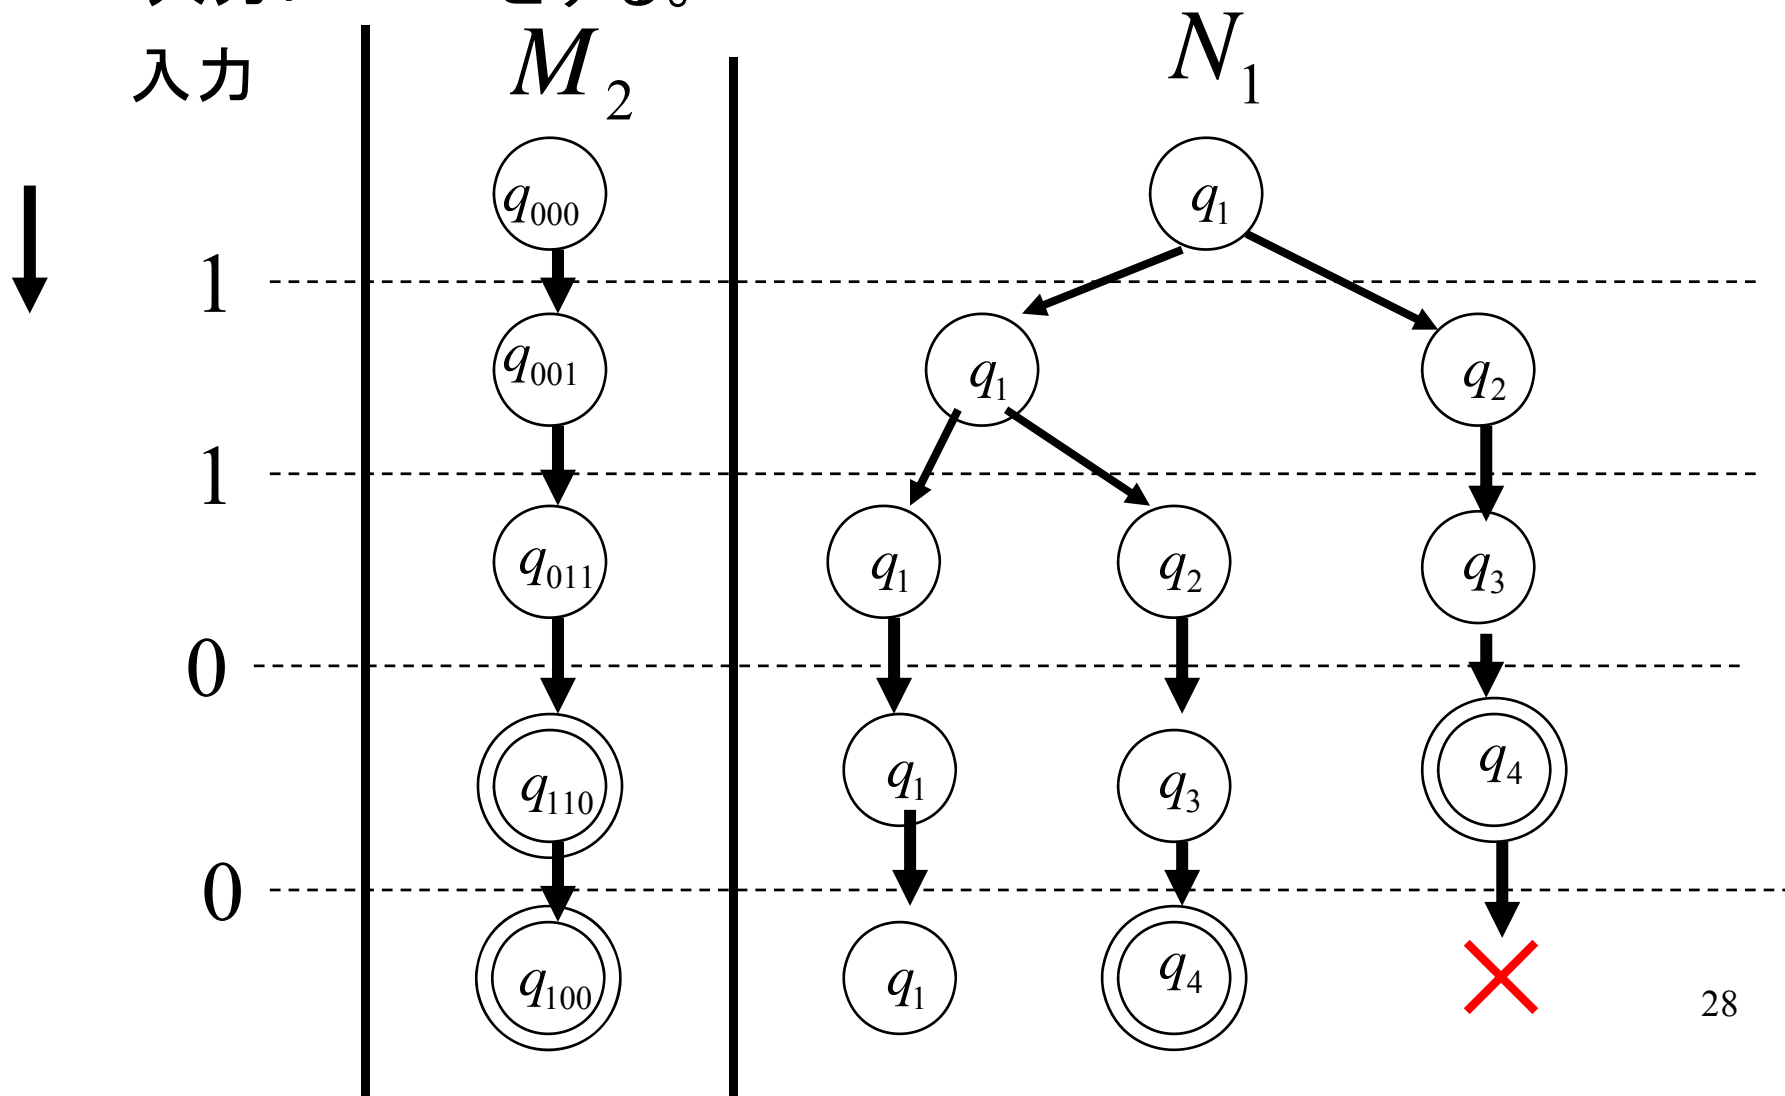 入力 M₂ N₁
q₀₀₀ q₁
1
q₀₀₁ q₁ q₂
1
q₀₁₁ q₁ q₂ q₃
0
q₁₁₀ q₁ q₃ q₄
0
q₁₀₀ q₁ q₄
28